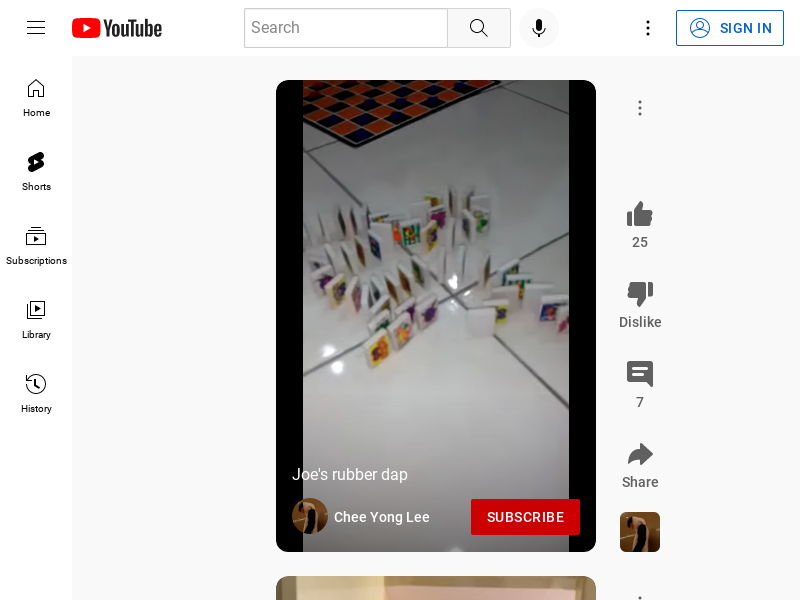 YouTube
Search
SIGN IN
Home
Shorts
Subscriptions
Library
History
Joe's rubber dap
Chee Yong Lee
SUBSCRIBE
25
Dislike
7
Share